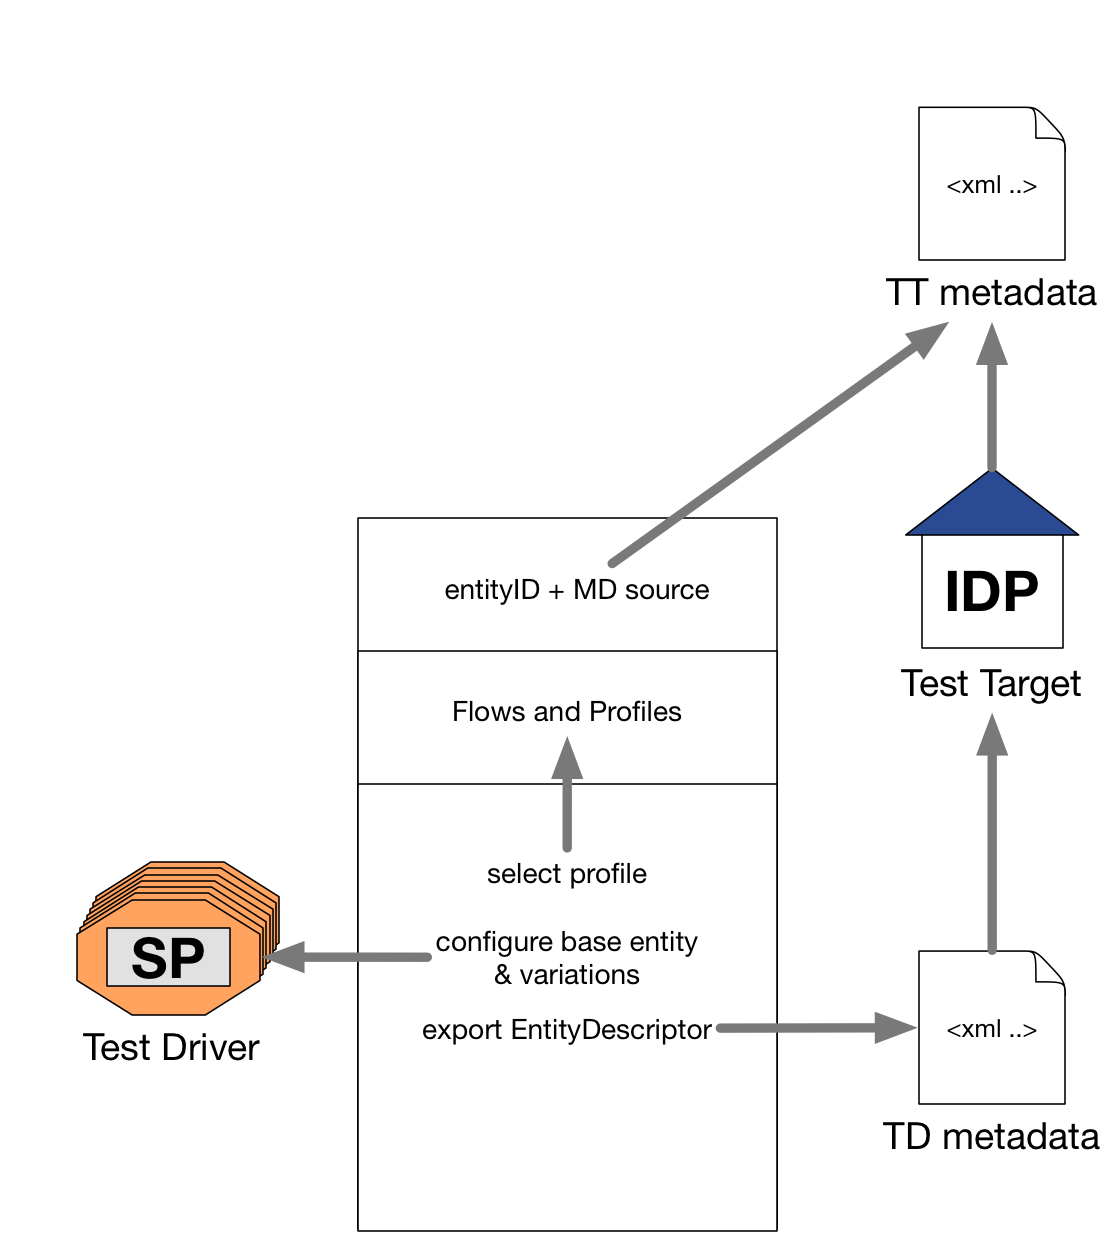 <xml ..>
TT metadata
entityID + MD source
IDP
Test Target
Flows and Profiles
select profile
configure base entity
& variations
SP
Test Driver
export EntityDescriptor
<xml ..>
TD metadata